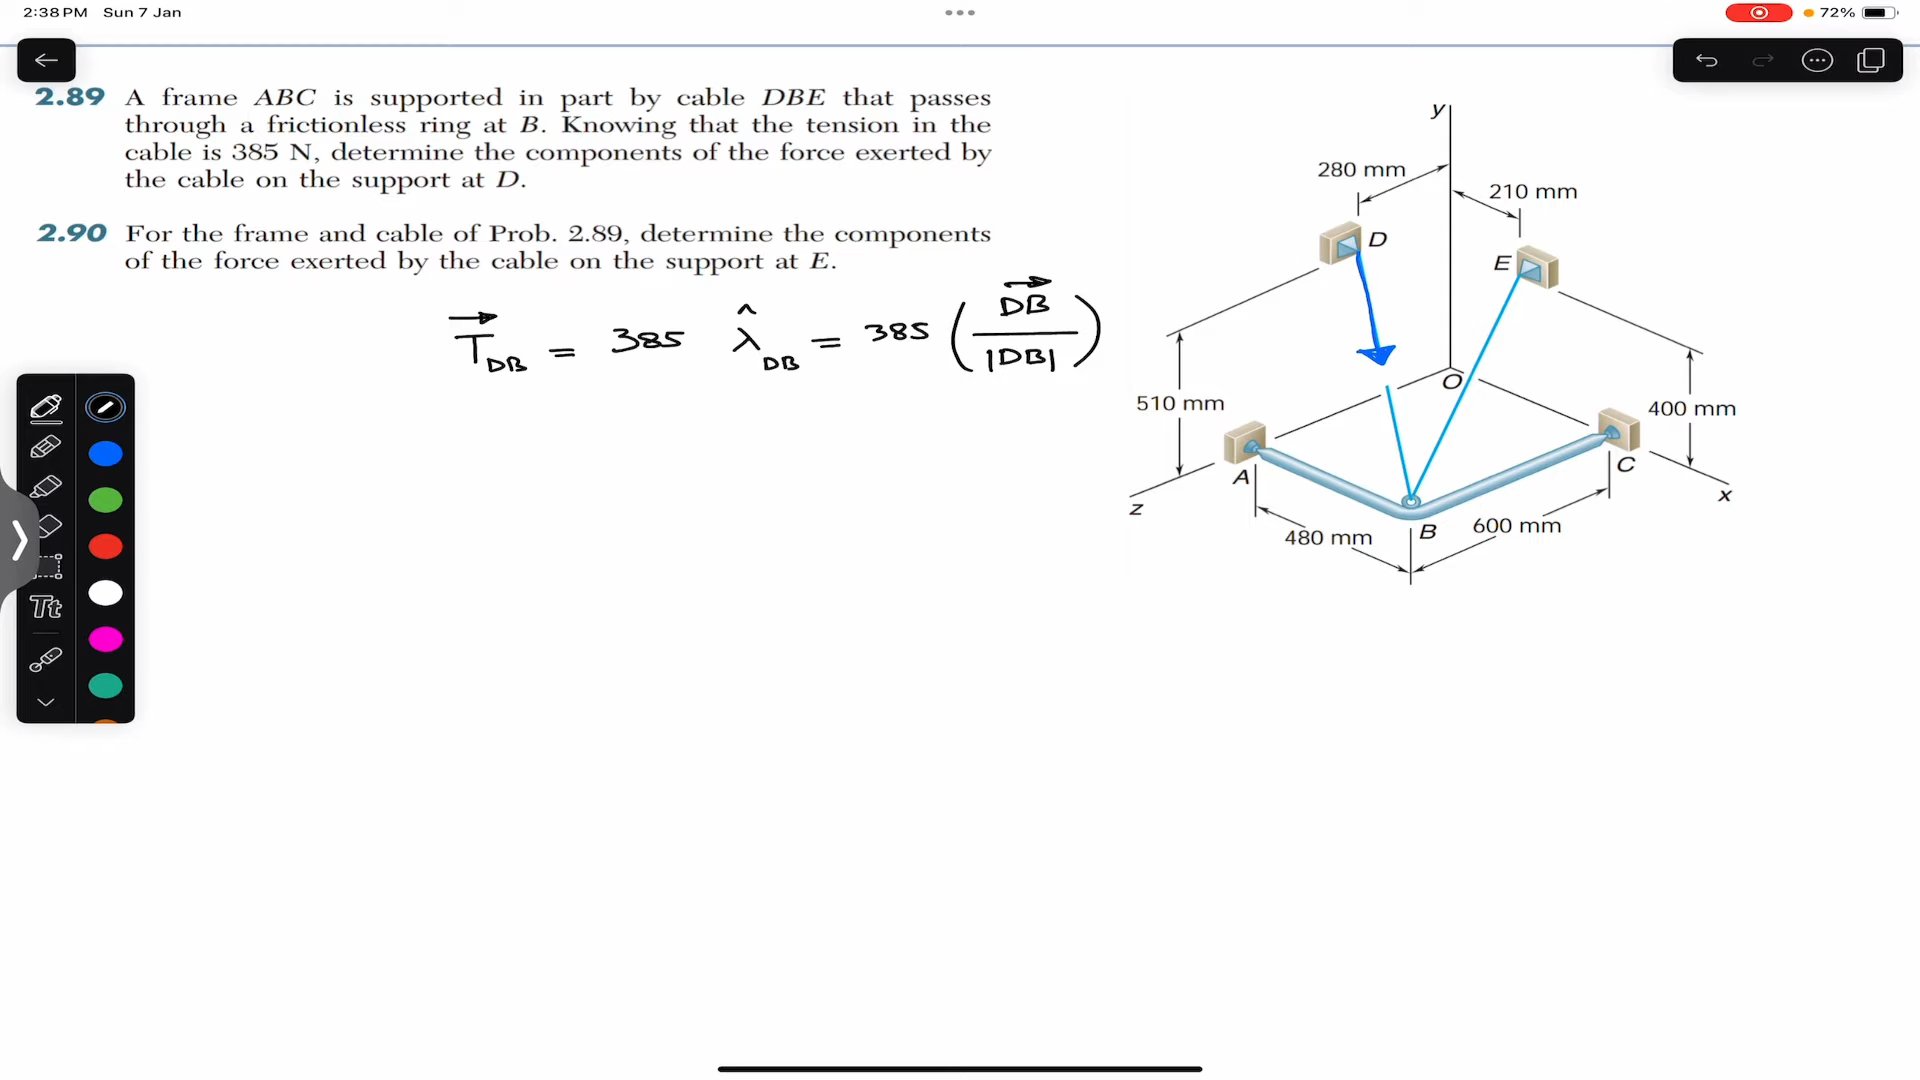 2:38 PM Sun 7 Jan
72%
2.89 A frame ABC is supported in part by cable DBE that passes
through a frictionless ring at B. Knowing that the tension in the
cable is 385 N, determine the components of the force exerted by
the cable on the support at D.
2.90 For the frame and cable of Prob. 2.89, determine the components
of the force exerted by the cable on the support at E.
T⃗_DB = 385 λ̂_DB = 385 (D⃗B⃗ / |DB|)
y
280 mm
210 mm
D
E
O
510 mm
400 mm
A
C
z
x
480 mm
B
600 mm
Tt